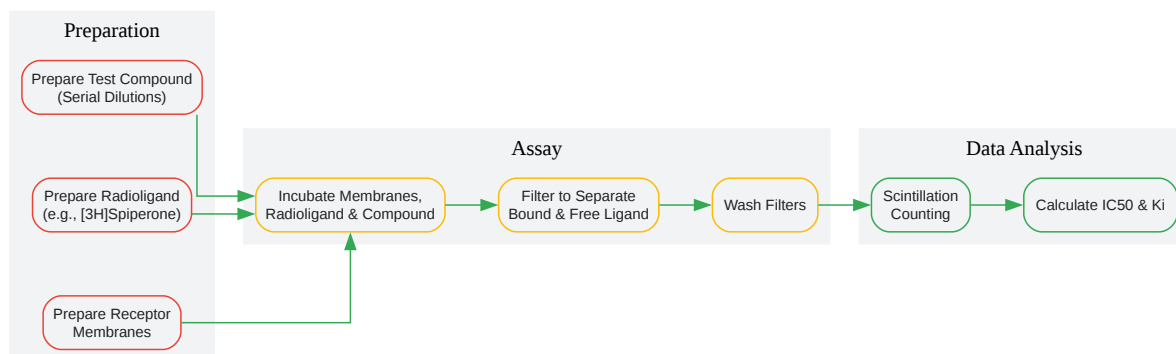 Preparation
Prepare Test Compound
(Serial Dilutions)
Prepare Radioligand
(e.g., [3H]Spiperone)
Prepare Receptor
Membranes
Assay
Incubate Membranes,
Radioligand & Compound
Filter to Separate
Bound & Free Ligand
Wash Filters
Data Analysis
Scintillation
Counting
Calculate IC50 & Ki